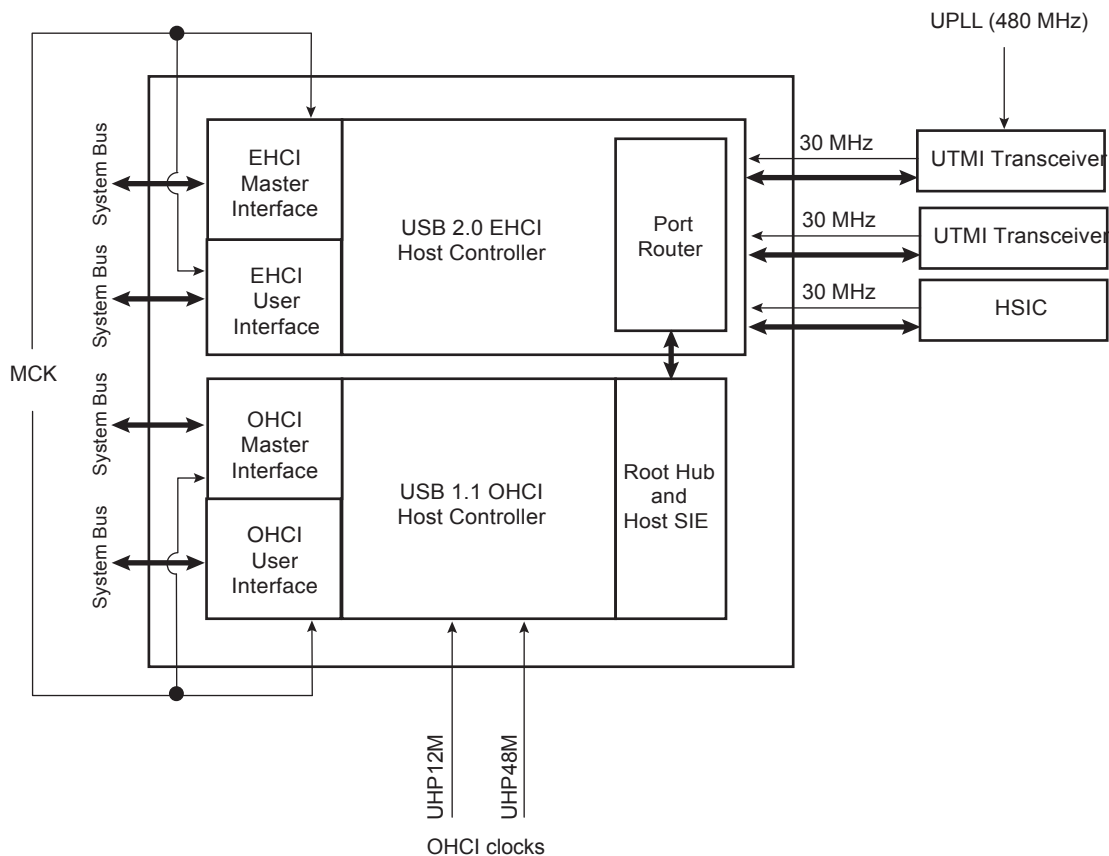 UPLL (480 MHz)
System Bus
EHCI
Master
Interface
USB 2.0 EHCI
Host Controller
Port
Router
30 MHz
UTMI Transceiver
System Bus
EHCI
User
Interface
30 MHz
UTMI Transceiver
30 MHz
HSIC
MCK
System Bus
OHCI
Master
Interface
USB 1.1 OHCI
Host Controller
Root Hub
and
Host SIE
System Bus
OHCI
User
Interface
UHP12M
UHP48M
OHCI clocks